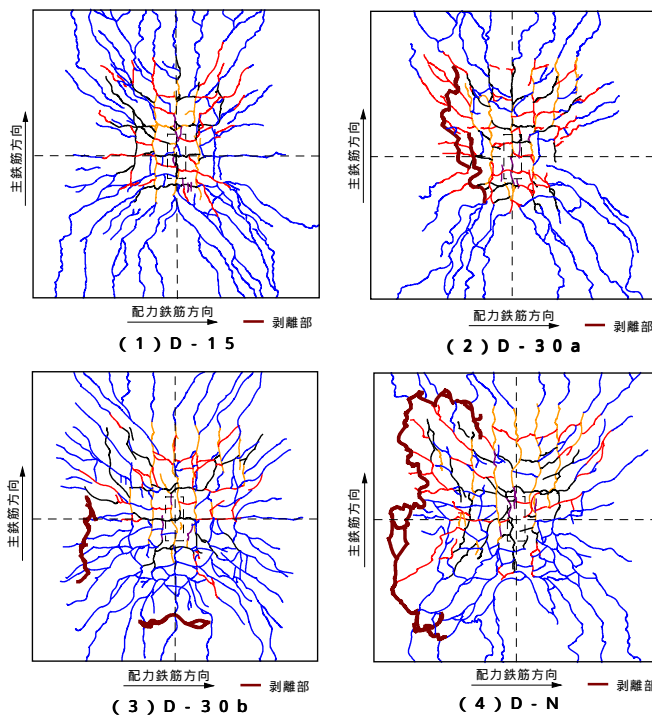 主鉄筋方向
配力鉄筋方向
剥離部
(1)D-15
主鉄筋方向
配力鉄筋方向
剥離部
(2)D-30a
主鉄筋方向
配力鉄筋方向
剥離部
(3)D-30b
主鉄筋方向
配力鉄筋方向
剥離部
(4)D-N